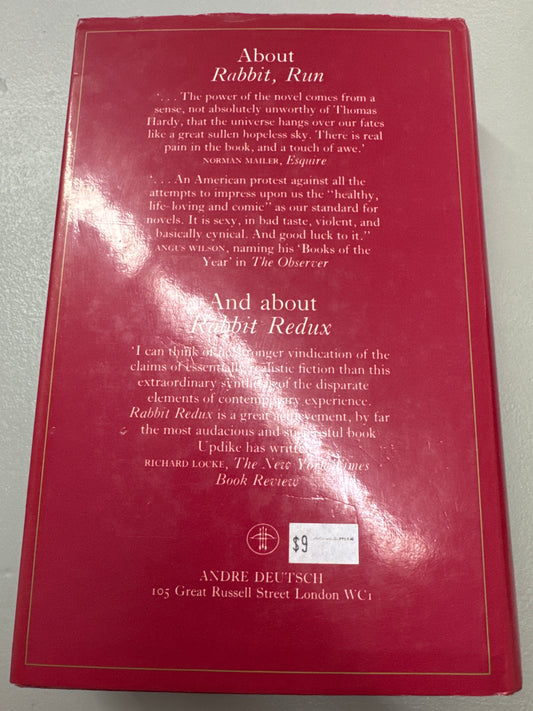 About
Rabbit, Run
'. . . The power of the novel comes from a
sense, not absolutely unworthy of Thomas
Hardy, that the universe hangs over our fates
like a great sullen hopeless sky. There is real
pain in the book, and a touch of awe.'
NORMAN MAILER, Esquire
'. . . An American protest against all the
attempts to impress upon us the "healthy,
life-loving and comic" as our standard for
novels. It is sexy, in bad taste, violent, and
basically cynical. And good luck to it."
ANGUS WILSON, naming his 'Books of the
Year' in The Observer
And about
Rabbit Redux
'I can think of no stronger vindication of the
claims of essentially realistic fiction than this
extraordinary synthesis of the disparate
elements of contemporary experience.
Rabbit Redux is a great achievement, by far
the most audacious and successful book
Updike has written
RICHARD LOCKE, The New York Times
Book Review
$9
ANDRE DEUTSCH
105 Great Russell Street London WC1